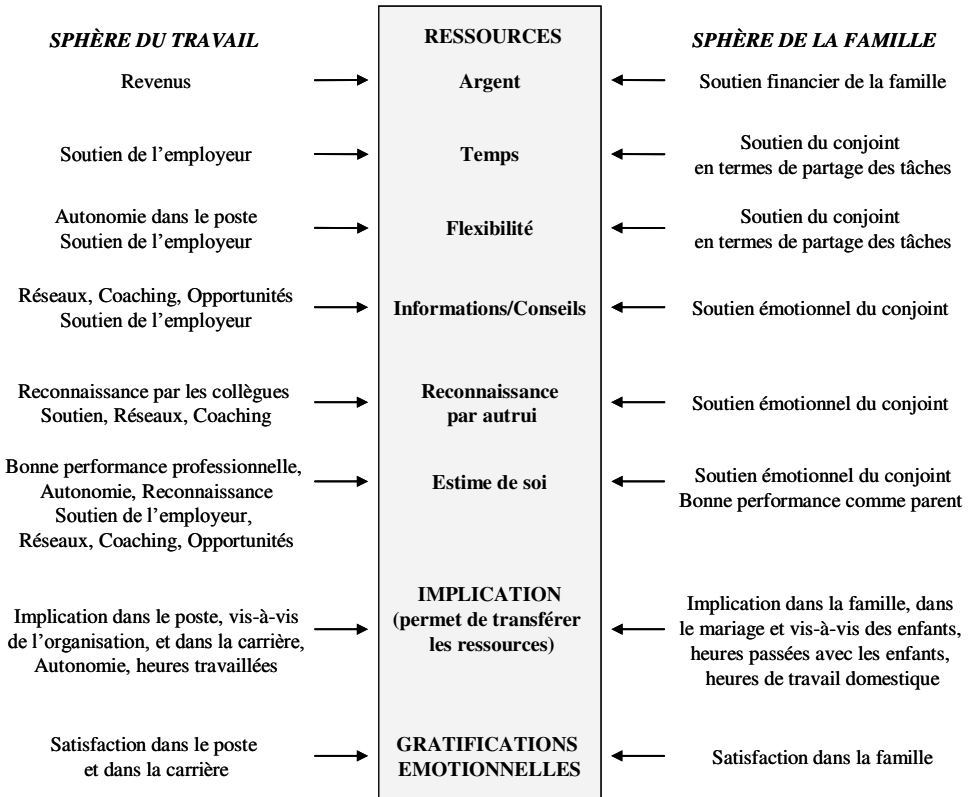 SPHÈRE DU TRAVAIL
RESSOURCES
SPHÈRE DE LA FAMILLE
Revenus
Argent
Soutien financier de la famille
Soutien de l'employeur
Temps
Soutien du conjoint
en termes de partage des tâches
Autonomie dans le poste
Soutien de l'employeur
Flexibilité
Soutien du conjoint
en termes de partage des tâches
Réseaux, Coaching, Opportunités
Soutien de l'employeur
Informations/Conseils
Soutien émotionnel du conjoint
Reconnaissance par les collègues
Soutien, Réseaux, Coaching
Reconnaissance
par autrui
Soutien émotionnel du conjoint
Bonne performance professionnelle,
Autonomie, Reconnaissance
Soutien de l'employeur,
Réseaux, Coaching, Opportunités
Estime de soi
Soutien émotionnel du conjoint
Bonne performance comme parent
Implication dans le poste, vis-à-vis
de l'organisation, et dans la carrière,
Autonomie, heures travaillées
IMPLICATION
(permet de transférer
les ressources)
Implication dans la famille, dans
le mariage et vis-à-vis des enfants,
heures passées avec les enfants,
heures de travail domestique
Satisfaction dans le poste
et dans la carrière
GRATIFICATIONS
EMOTIONNELLES
Satisfaction dans la famille